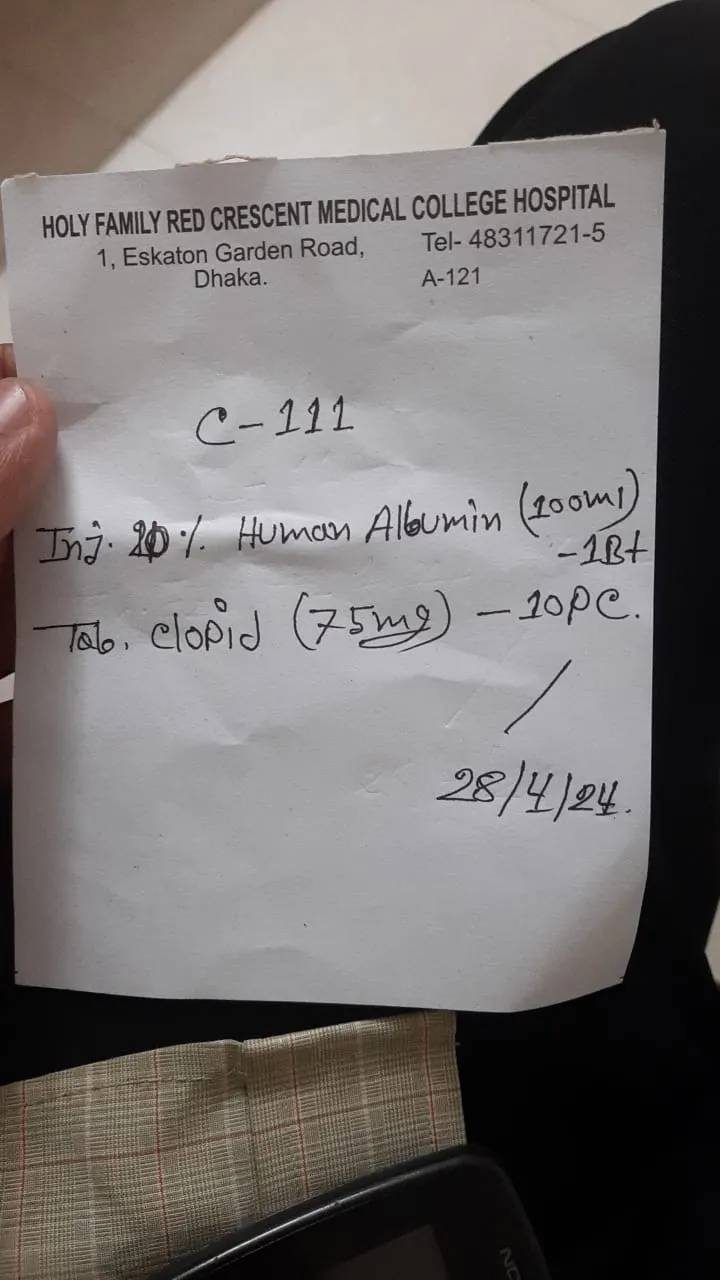 HOLY FAMILY RED CRESCENT MEDICAL COLLEGE HOSPITAL
1, Eskaton Garden Road, Tel- 48311721-5
Dhaka. A-121
C-111
Inj. % Human Albumin (100ml)
-1Bt
Tab. clopid (75mg) - 10PC.
28/4/24.